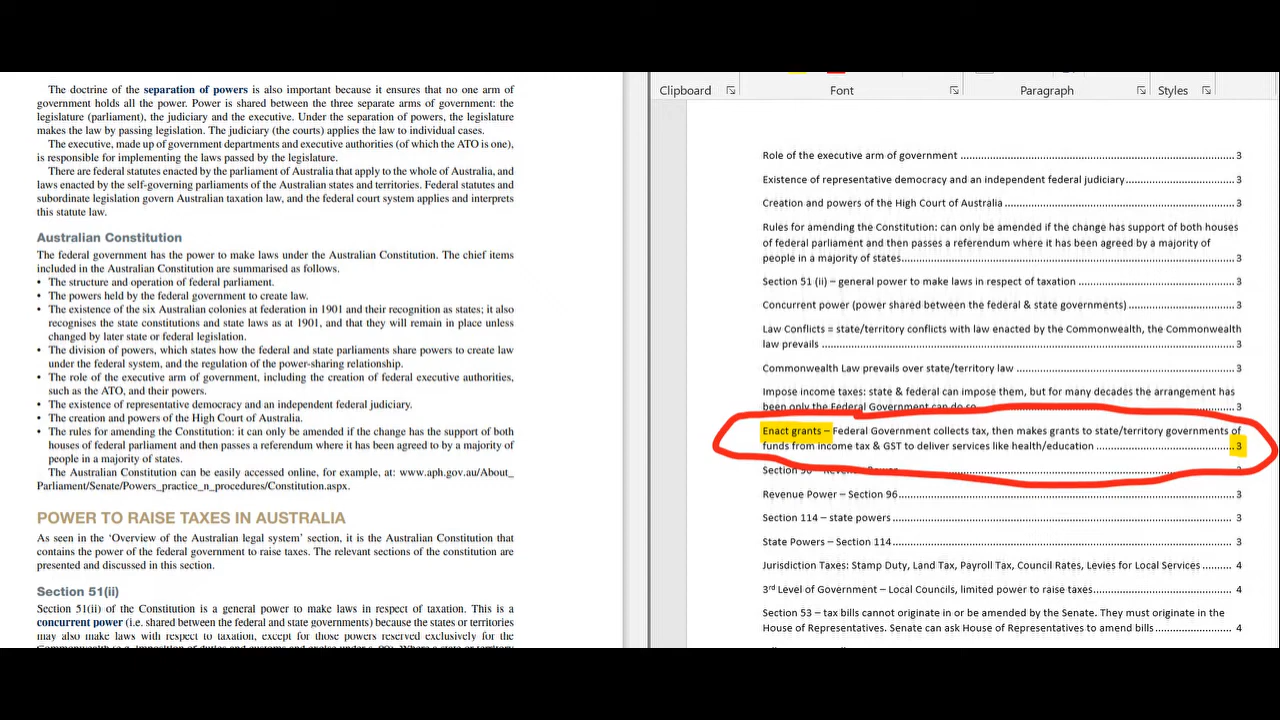 The doctrine of the separation of powers is also important because it ensures that no one arm of
government holds all the power. Power is shared between the three separate arms of government: the
legislature (parliament), the judiciary and the executive. Under the separation of powers, the legislature
makes the law by passing legislation. The judiciary (the courts) applies the law to individual cases.
The executive, made up of government departments and executive authorities (of which the ATO is one),
is responsible for implementing the laws passed by the legislature.
There are federal statutes enacted by the parliament of Australia that apply to the whole of Australia, and
laws enacted by the self-governing parliaments of the Australian states and territories. Federal statutes and
subordinate legislation govern Australian taxation law, and the federal court system applies and interprets
this statute law.
Australian Constitution
The federal government has the power to make laws under the Australian Constitution. The chief items
included in the Australian Constitution are summarised as follows.
• The structure and operation of federal parliament.
• The powers held by the federal government to create law.
• The existence of the six Australian colonies at federation in 1901 and their recognition as states; it also
recognises the state constitutions and state laws as at 1901, and that they will remain in place unless
changed by later state or federal legislation.
• The division of powers, which states how the federal and state parliaments share powers to create law
under the federal system, and the regulation of the power-sharing relationship.
• The role of the executive arm of government, including the creation of federal executive authorities,
such as the ATO, and their powers.
• The existence of representative democracy and an independent federal judiciary.
• The creation and powers of the High Court of Australia.
• The rules for amending the Constitution: it can only be amended if the change has the support of both
houses of federal parliament and then passes a referendum where it has been agreed to by a majority of
people in a majority of states.
The Australian Constitution can be easily accessed online, for example, at: www.aph.gov.au/About_
Parliament/Senate/Powers_practice_n_procedures/Constitution.aspx.
POWER TO RAISE TAXES IN AUSTRALIA
As seen in the ‘Overview of the Australian legal system’ section, it is the Australian Constitution that
contains the power of the federal government to raise taxes. The relevant sections of the constitution are
presented and discussed in this section.
Section 51(ii)
Section 51(ii) of the Constitution is a general power to make laws in respect of taxation. This is a
concurrent power (i.e. shared between the federal and state governments) because the states or territories
may also make laws with respect to taxation, except for those powers reserved exclusively for the
Clipboard Font Paragraph Styles
Role of the executive arm of government ... 3
Existence of representative democracy and an independent federal judiciary ... 3
Creation and powers of the High Court of Australia ... 3
Rules for amending the Constitution: can only be amended if the change has support of both houses
of federal parliament and then passes a referendum where it has been agreed by a majority of
people in a majority of states ... 3
Section 51 (ii) – general power to make laws in respect of taxation ... 3
Concurrent power (power shared between the federal & state governments) ... 3
Law Conflicts = state/territory conflicts with law enacted by the Commonwealth, the Commonwealth
law prevails ... 3
Commonwealth Law prevails over state/territory law ... 3
Impose income taxes: state & federal can impose them, but for many decades the arrangement has
been only the Federal Government can do so ... 3
Enact grants – Federal Government collects tax, then makes grants to state/territory governments of
funds from income tax & GST to deliver services like health/education ... 3
Revenue Power – Section 96 ... 3
Section 114 – state powers ... 3
State Powers – Section 114 ... 3
Jurisdiction Taxes: Stamp Duty, Land Tax, Payroll Tax, Council Rates, Levies for Local Services ... 4
3rd Level of Government – Local Councils, limited power to raise taxes ... 4
Section 53 – tax bills cannot originate in or be amended by the Senate. They must originate in the
House of Representatives. Senate can ask House of Representatives to amend bills ... 4